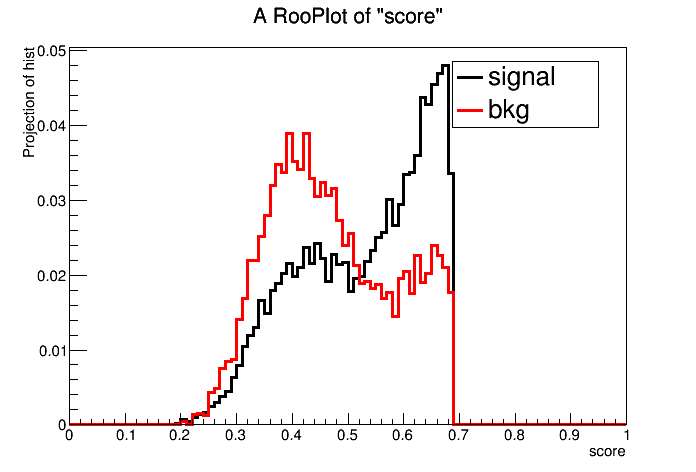 A RooPlot of "score"
Projection of hist
0.05
0.04
0.03
0.02
0.01
0
signal
bkg
0 0.1 0.2 0.3 0.4 0.5 0.6 0.7 0.8 0.9 1
score